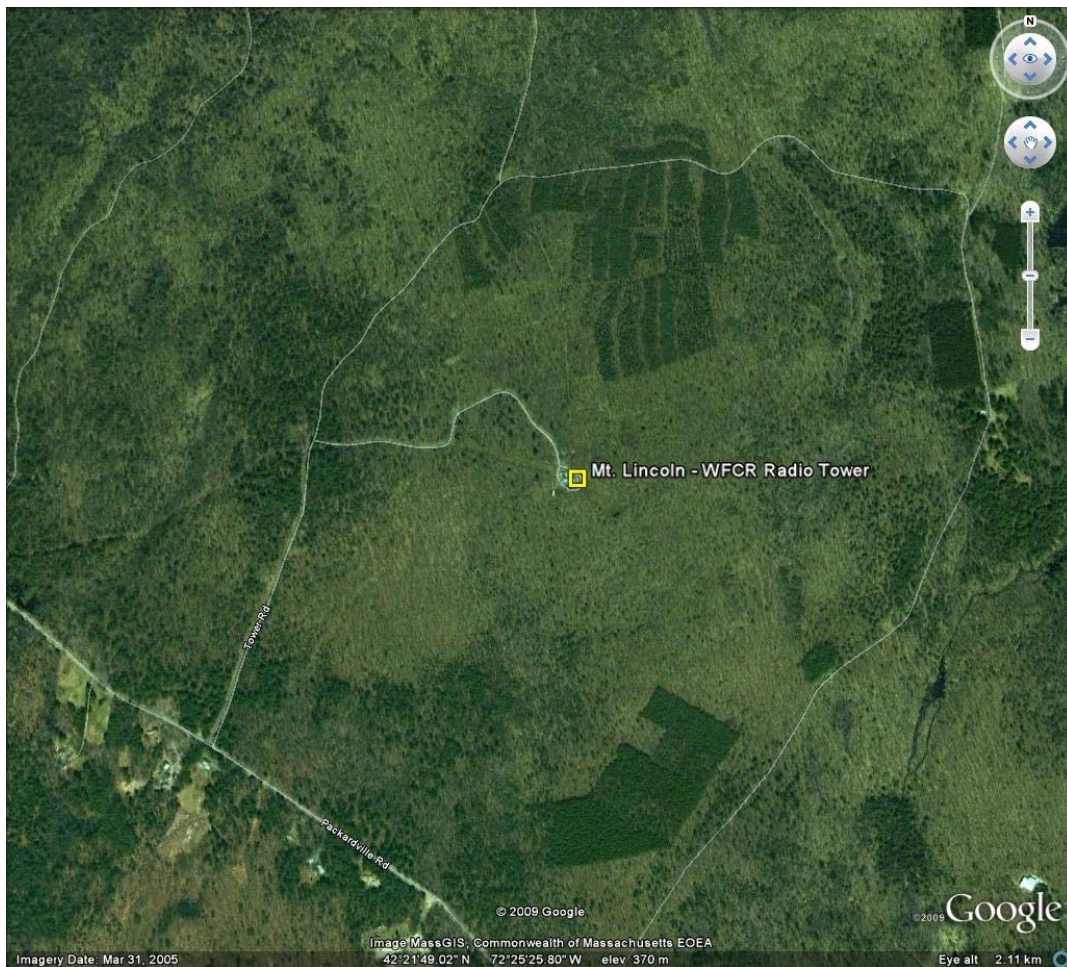 N
Mt. Lincoln - WFCR Radio Tower
Tower Rd
Packardville Rd
© 2009 Google
©2009 Google
Image MassGIS, Commonwealth of Massachusetts EOEA
Imagery Date: Mar 31, 2005 42°21'49.02" N 72°25'25.80" W elev 370 m Eye alt 2.11 km